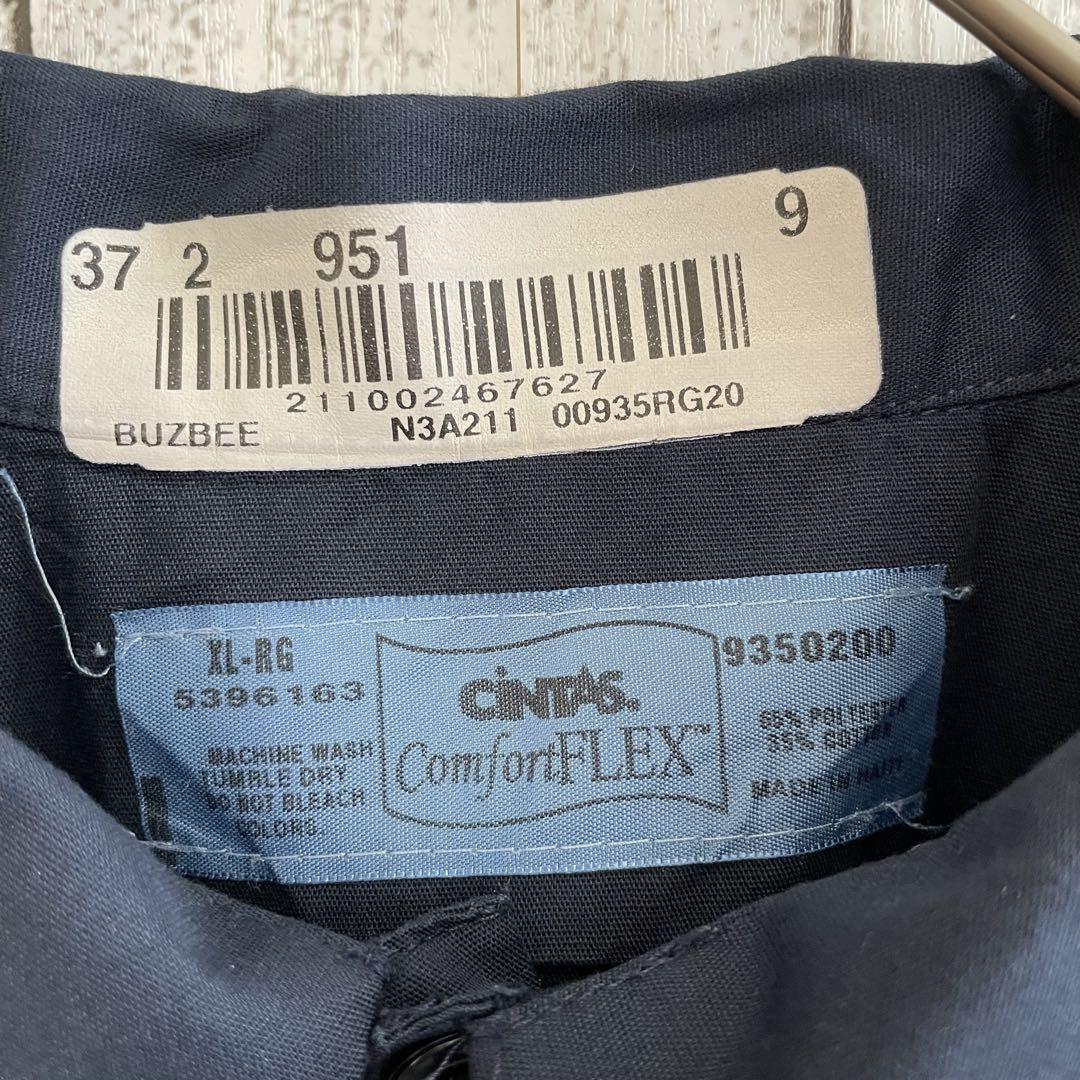 37 2 951 9
211002467627
BUZBEE N3A211 00935RG20
XL-RG
5396163
MACHINE WASH
TUMBLE DRY
DO NOT BLEACH
COLORS.
CiNTAS.
ComfortFLEX™
9350200
65% POLYESTER
35% COTTON
MADE IN HAITI